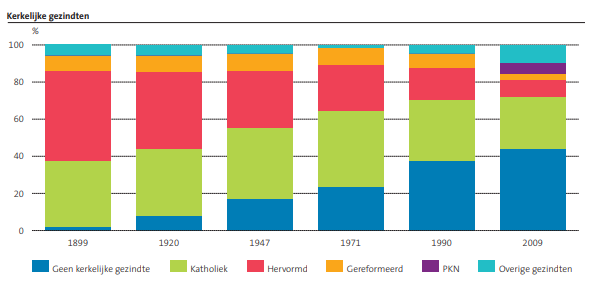 Kerkelijke gezindten
%
100
80
60
40
20
0
1899 1920 1947 1971 1990 2009
Geen kerkelijke gezindte Katholiek Hervormd Gereformeerd PKN Overige gezindten